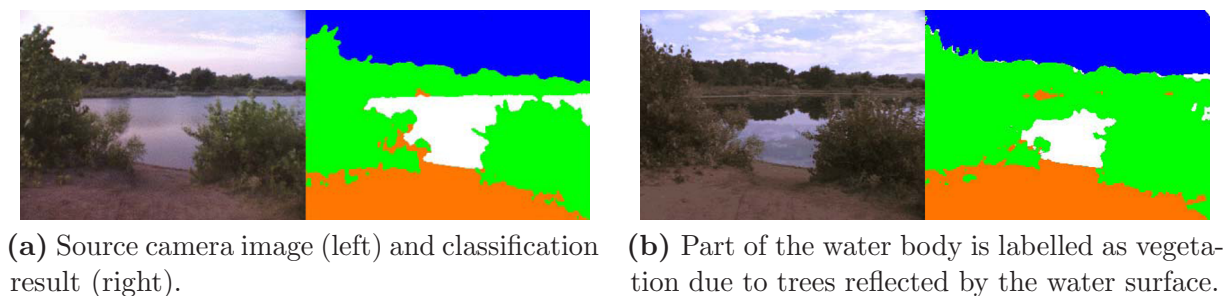 (a) Source camera image (left) and classification
result (right).
(b) Part of the water body is labelled as vegeta-
tion due to trees reflected by the water surface.